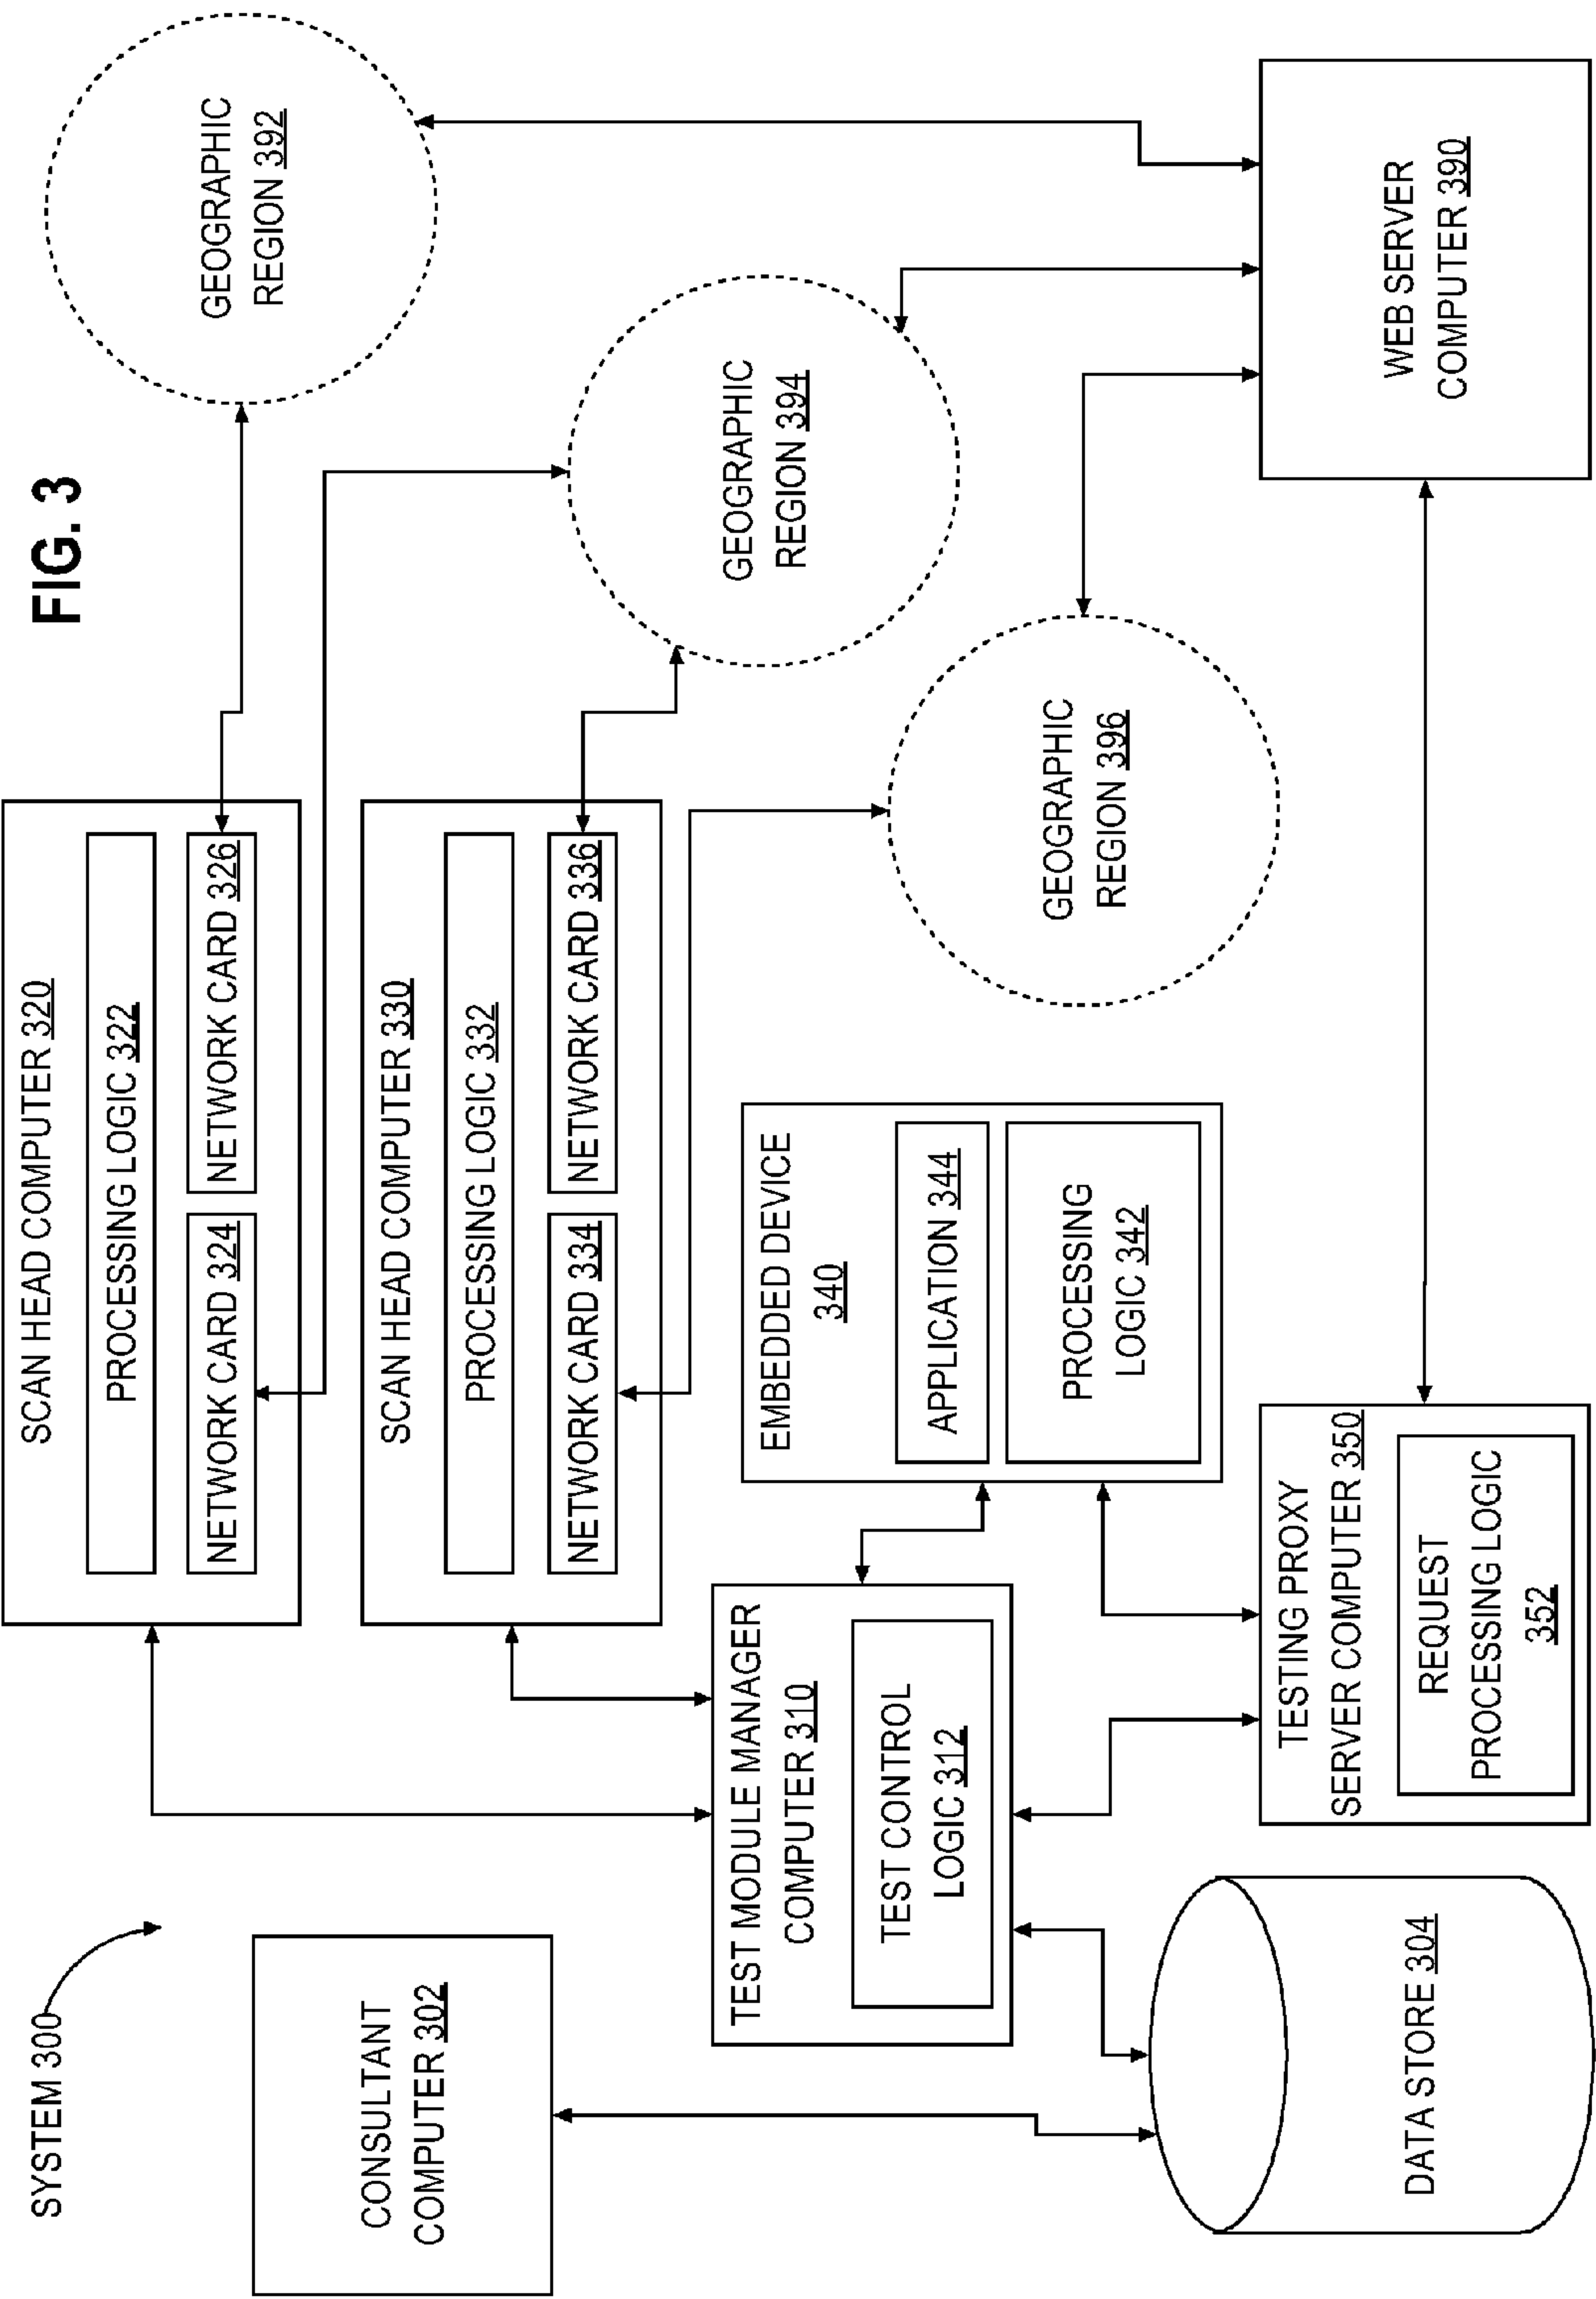 FIG. 3
SYSTEM 300
CONSULTANT
COMPUTER 302
DATA STORE 304
TEST MODULE MANAGER
COMPUTER 310
TEST CONTROL
LOGIC 312
SCAN HEAD COMPUTER 320
PROCESSING LOGIC 322
NETWORK CARD 324
NETWORK CARD 326
SCAN HEAD COMPUTER 330
PROCESSING LOGIC 332
NETWORK CARD 334
NETWORK CARD 336
EMBEDDED DEVICE
340
APPLICATION 344
PROCESSING
LOGIC 342
TESTING PROXY
SERVER COMPUTER 350
REQUEST
PROCESSING LOGIC
352
GEOGRAPHIC
REGION 392
GEOGRAPHIC
REGION 394
GEOGRAPHIC
REGION 396
WEB SERVER
COMPUTER 390